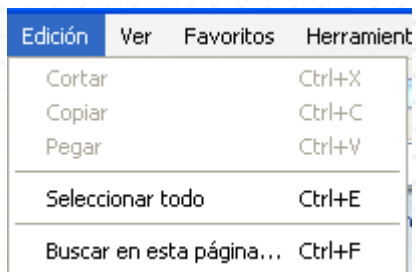 Edición Ver Favoritos Herramient
Cortar Ctrl+X
Copiar Ctrl+C
Pegar Ctrl+V
Seleccionar todo Ctrl+E
Buscar en esta página... Ctrl+F